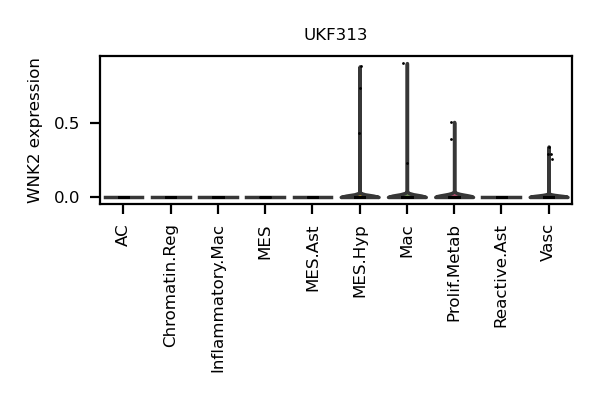 UKF313
WNK2 expression
0.5
0.0
AC
Chromatin.Reg
Inflammatory.Mac
MES
MES.Ast
MES.Hyp
Mac
Prolif.Metab
Reactive.Ast
Vasc